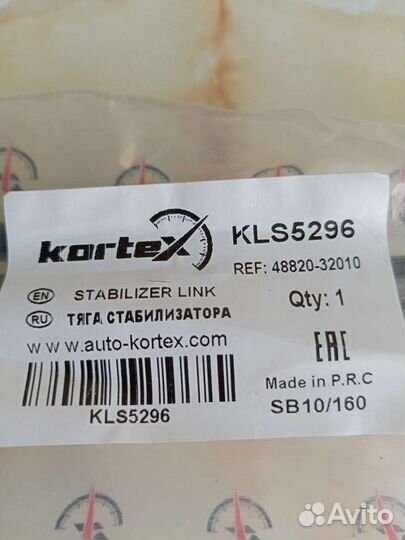 kortex
KLS5296
REF: 48820-32010
EN STABILIZER LINK
Qty: 1
RU ТЯГА СТАБИЛИЗАТОРА
www.auto-kortex.com
EAC
Made in P.R.C
KLS5296
SB10/160
Avito